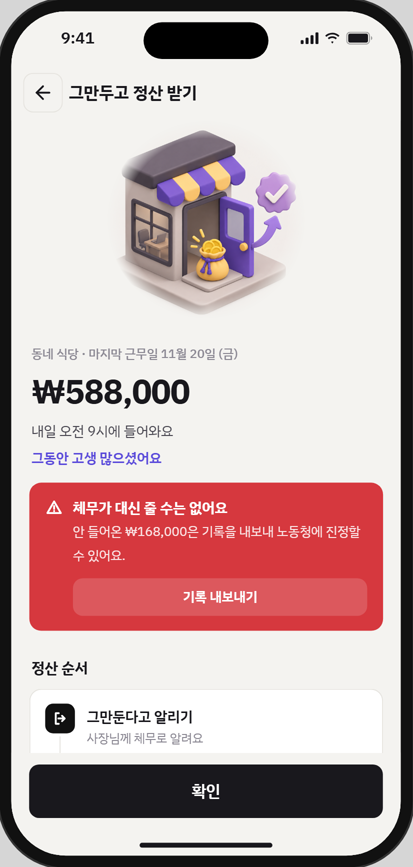 9:41
그만두고 정산 받기
동네 식당 · 마지막 근무일 11월 20일 (금)
₩588,000
내일 오전 9시에 들어와요
그동안 고생 많으셨어요
체무가 대신 줄 수는 없어요
안 들어온 ₩168,000은 기록을 내보내 노동청에 진정할
수 있어요.
기록 내보내기
정산 순서
그만둔다고 알리기
사장님께 체무로 알려요
확인